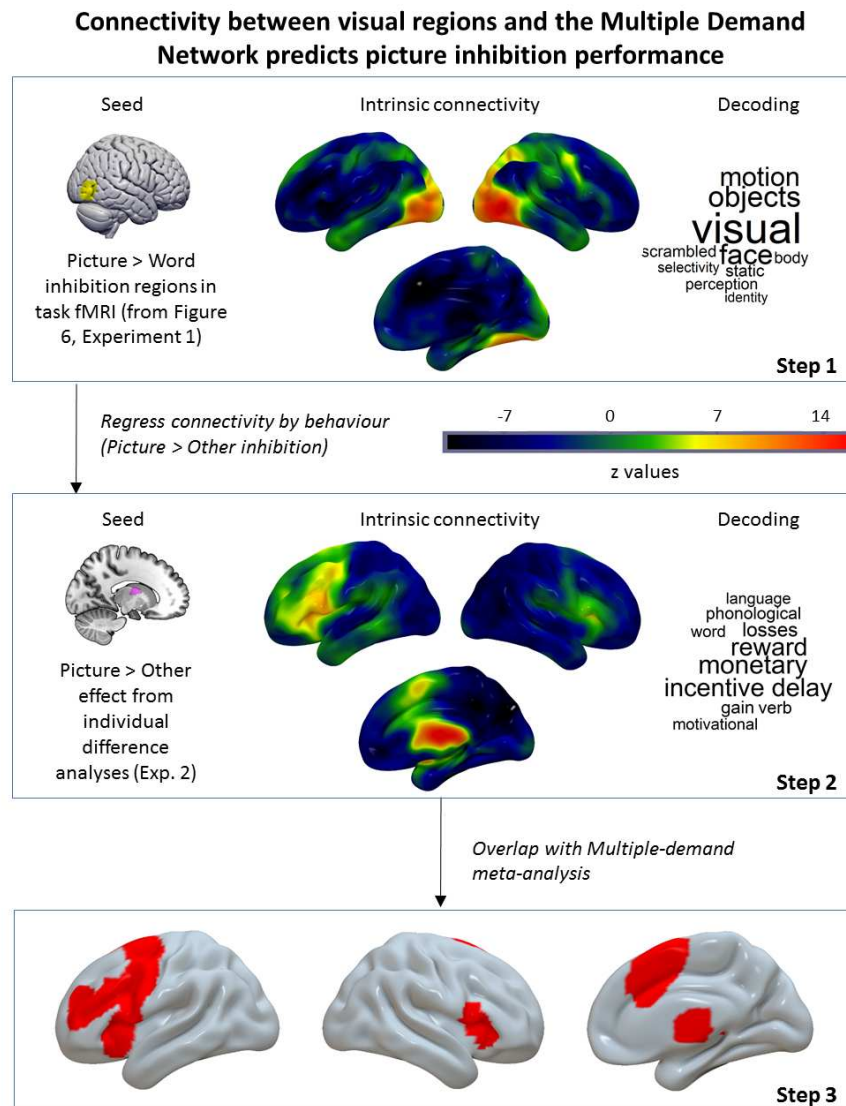 Connectivity between visual regions and the Multiple Demand
Network predicts picture inhibition performance
Seed
Intrinsic connectivity
Decoding
Picture > Word
inhibition regions in
task fMRI (from Figure
6, Experiment 1)
motion
objects
visual
scrambled face body
selectivity static
perception
identity
Step 1
Regress connectivity by behaviour
(Picture > Other inhibition)
-7 0 7 14
z values
Seed
Intrinsic connectivity
Decoding
Picture > Other
effect from
individual
difference
analyses (Exp. 2)
language
phonological
word losses
reward
monetary
incentive delay
gain verb
motivational
Step 2
Overlap with Multiple-demand
meta-analysis
Step 3